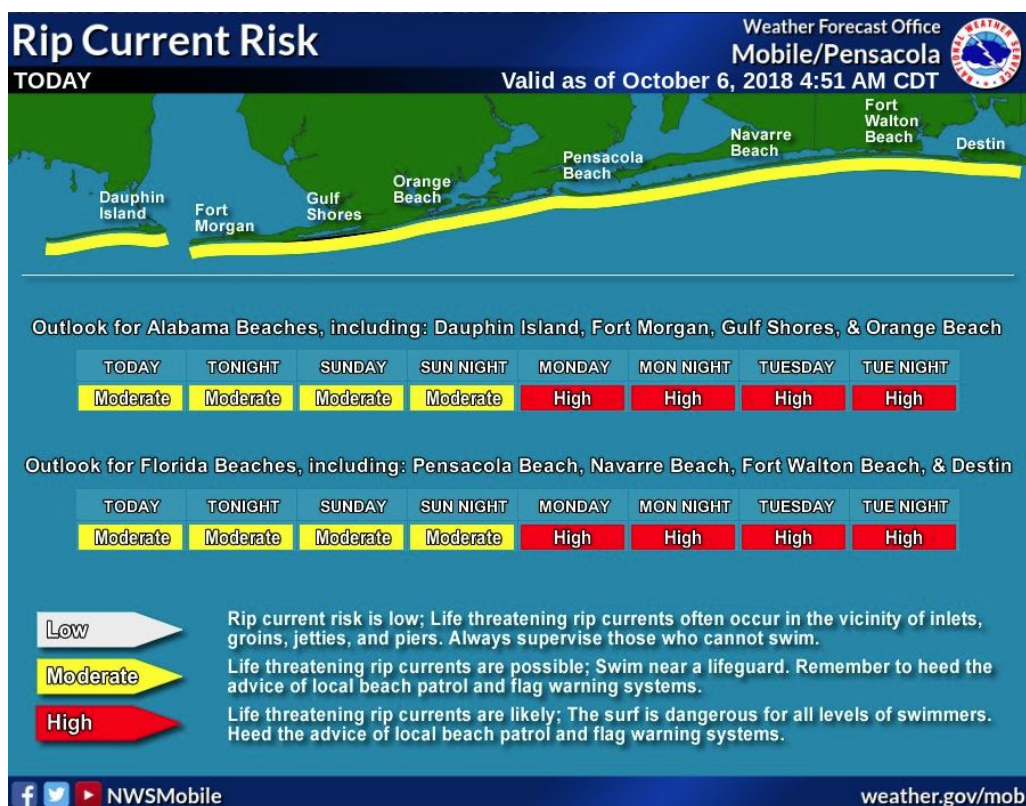 Rip Current Risk
Weather Forecast Office
Mobile/Pensacola
TODAY
Valid as of October 6, 2018 4:51 AM CDT
NATIONAL WEATHER SERVICE
Dauphin
Island
Fort
Morgan
Gulf
Shores
Orange
Beach
Pensacola
Beach
Navarre
Beach
Fort
Walton
Beach
Destin
Outlook for Alabama Beaches, including: Dauphin Island, Fort Morgan, Gulf Shores, & Orange Beach
TODAY TONIGHT SUNDAY SUN NIGHT MONDAY MON NIGHT TUESDAY TUE NIGHT
Moderate Moderate Moderate Moderate High High High High
Outlook for Florida Beaches, including: Pensacola Beach, Navarre Beach, Fort Walton Beach, & Destin
TODAY TONIGHT SUNDAY SUN NIGHT MONDAY MON NIGHT TUESDAY TUE NIGHT
Moderate Moderate Moderate Moderate High High High High
Low
Rip current risk is low; Life threatening rip currents often occur in the vicinity of inlets,
groins, jetties, and piers. Always supervise those who cannot swim.
Moderate
Life threatening rip currents are possible; Swim near a lifeguard. Remember to heed the
advice of local beach patrol and flag warning systems.
High
Life threatening rip currents are likely; The surf is dangerous for all levels of swimmers.
Heed the advice of local beach patrol and flag warning systems.
NWSMobile
weather.gov/mob